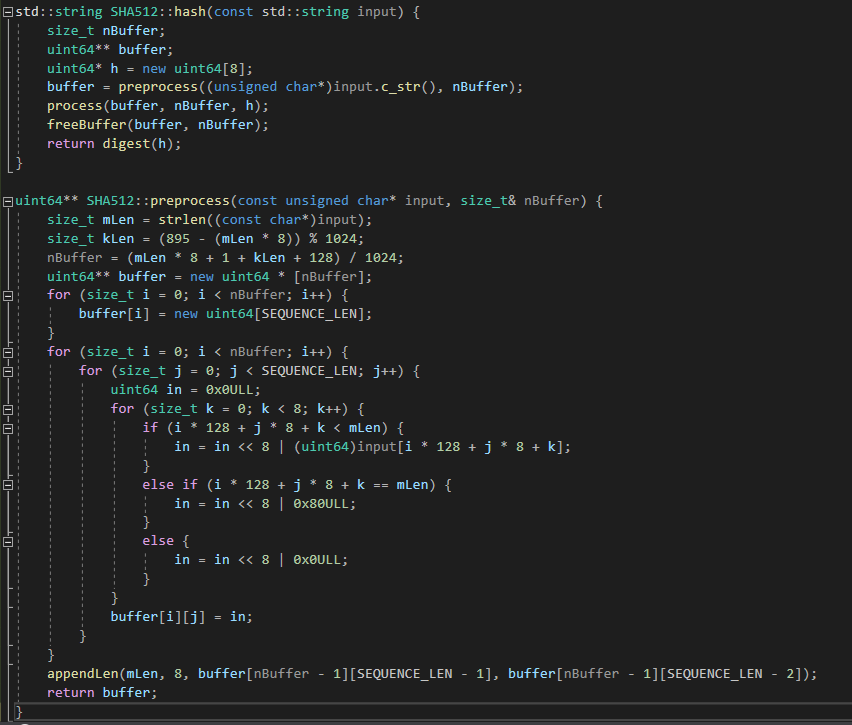 std::string SHA512::hash(const std::string input) {
size_t nBuffer;
uint64** buffer;
uint64* h = new uint64[8];
buffer = preprocess((unsigned char*)input.c_str(), nBuffer);
process(buffer, nBuffer, h);
freeBuffer(buffer, nBuffer);
return digest(h);
}
uint64** SHA512::preprocess(const unsigned char* input, size_t& nBuffer) {
size_t mLen = strlen((const char*)input);
size_t kLen = (895 - (mLen * 8)) % 1024;
nBuffer = (mLen * 8 + 1 + kLen + 128) / 1024;
uint64** buffer = new uint64 * [nBuffer];
for (size_t i = 0; i < nBuffer; i++) {
buffer[i] = new uint64[SEQUENCE_LEN];
}
for (size_t i = 0; i < nBuffer; i++) {
for (size_t j = 0; j < SEQUENCE_LEN; j++) {
uint64 in = 0x0ULL;
for (size_t k = 0; k < 8; k++) {
if (i * 128 + j * 8 + k < mLen) {
in = in << 8 | (uint64)input[i * 128 + j * 8 + k];
}
else if (i * 128 + j * 8 + k == mLen) {
in = in << 8 | 0x80ULL;
}
else {
in = in << 8 | 0x0ULL;
}
}
buffer[i][j] = in;
}
}
appendLen(mLen, 8, buffer[nBuffer - 1][SEQUENCE_LEN - 1], buffer[nBuffer - 1][SEQUENCE_LEN - 2]);
return buffer;
}